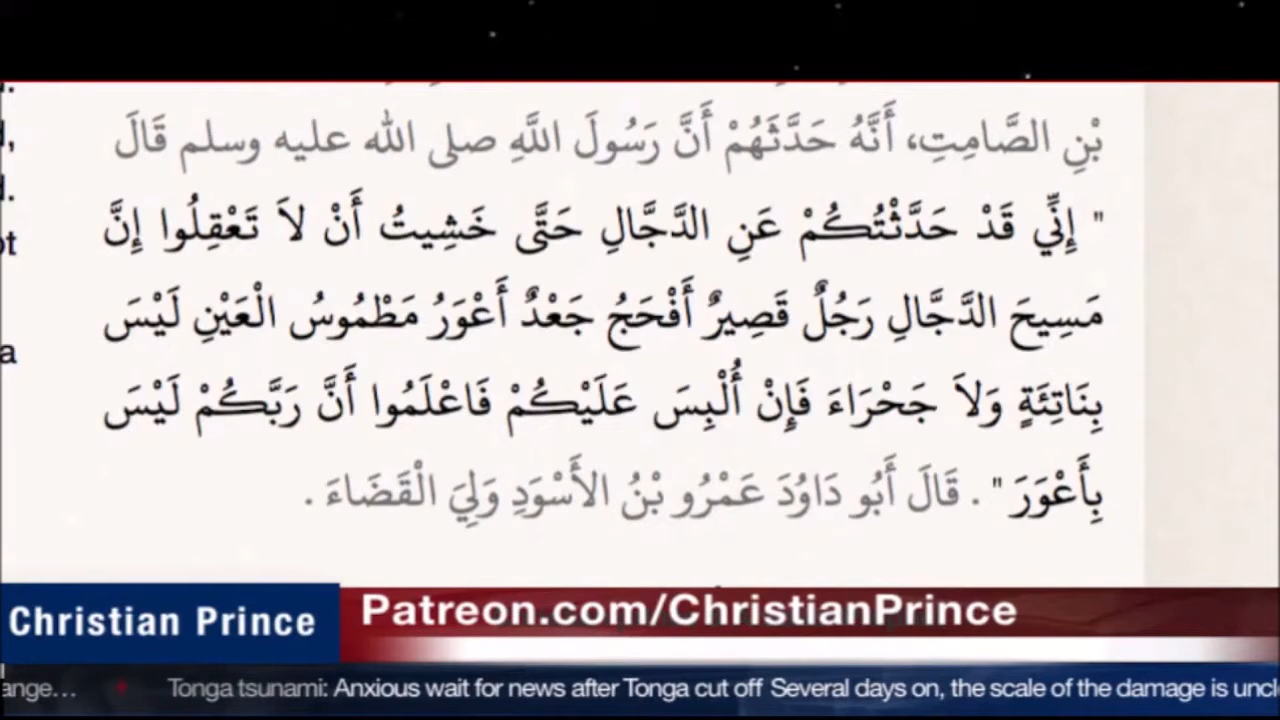 بْنِ الصَّامِتِ، أَنَّهُ حَدَّثَهُمْ أَنَّ رَسُولَ اللَّهِ صلى الله عليه وسلم قَالَ
" إِنِّي قَدْ حَدَّثْتُكُمْ عَنِ الدَّجَّالِ حَتَّى خَشِيتُ أَنْ لاَ تَعْقِلُوا إِنَّ
مَسِيحَ الدَّجَّالِ رَجُلٌ قَصِيرٌ أَفْحَجُ جَعْدٌ أَعْوَرُ مَطْمُوسُ الْعَيْنِ لَيْسَ
بِنَاتِئَةٍ وَلاَ جَحْرَاءَ فَإِنْ أُلْبِسَ عَلَيْكُمْ فَاعْلَمُوا أَنَّ رَبَّكُمْ لَيْسَ
بِأَعْوَرَ " . قَالَ أَبُو دَاوُدَ عَمْرُو بْنُ الأَسْوَدِ وَلِيَ الْقَضَاءَ .
Christian Prince
Patreon.com/ChristianPrince
ange… Tonga tsunami: Anxious wait for news after Tonga cut off Several days on, the scale of the damage is uncle